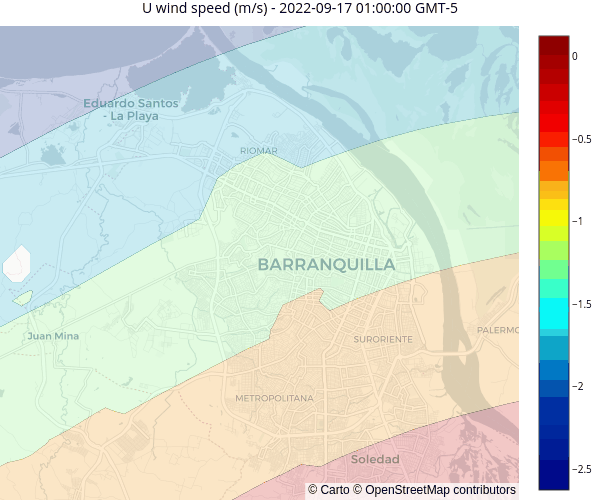 U wind speed (m/s) - 2022-09-17 01:00:00 GMT-5
0
Eduardo Santos
- La Playa
−0.5
RIOMAR
−1
BARRANQUILLA
−1.5
Juan Mina
SURORIENTE
PALERMO
−2
METROPOLITANA
Soledad
−2.5
© Carto © OpenStreetMap contributors